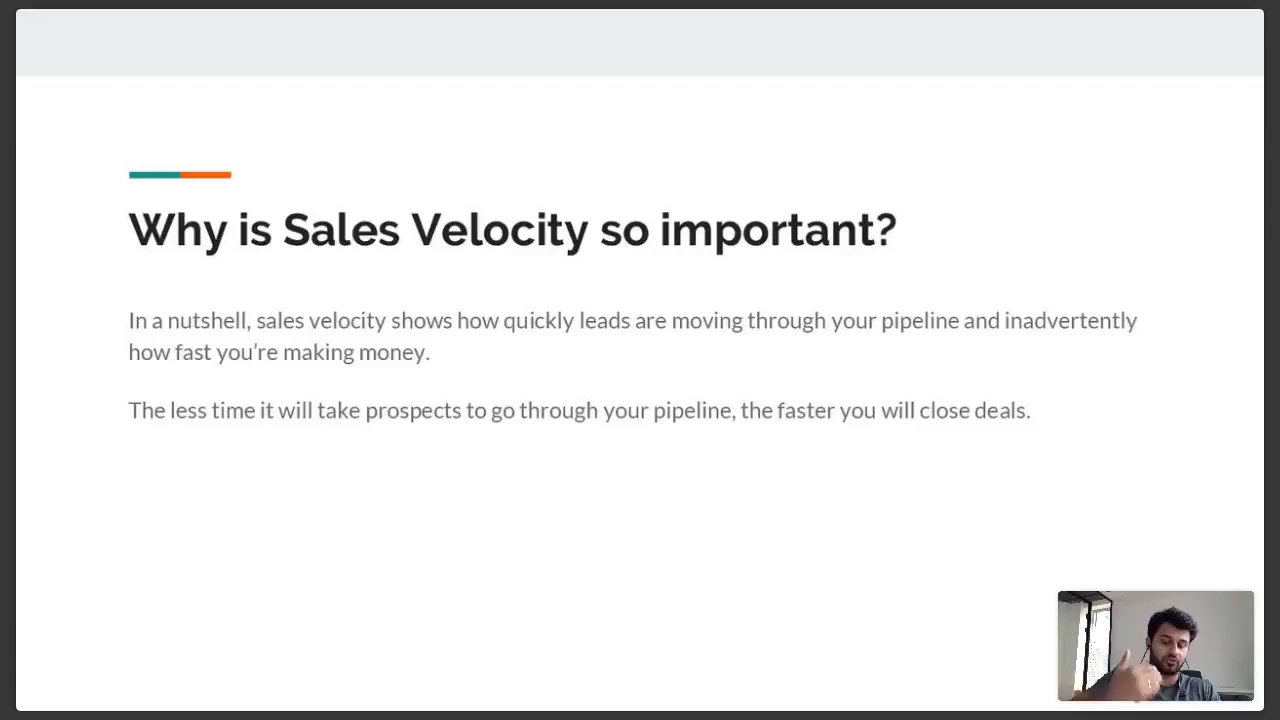 Why is Sales Velocity so important?
In a nutshell, sales velocity shows how quickly leads are moving through your pipeline and inadvertently
how fast you’re making money.
The less time it will take prospects to go through your pipeline, the faster you will close deals.